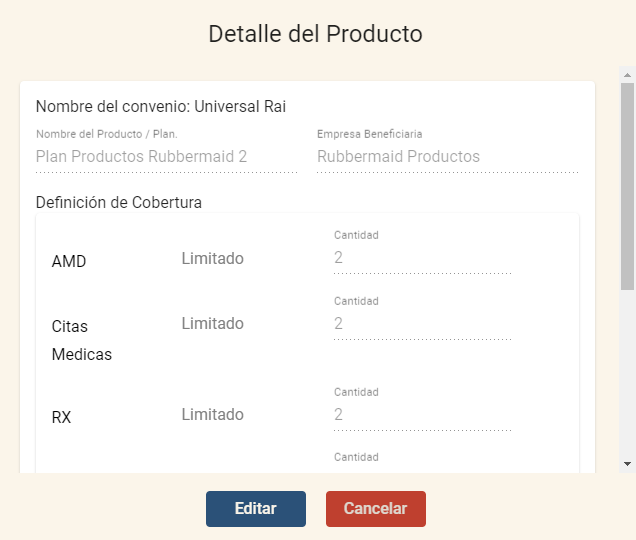 Detalle del Producto
Nombre del convenio: Universal Rai
Nombre del Producto / Plan. Empresa Beneficiaria
Plan Productos Rubbermaid 2 Rubbermaid Productos
Definición de Cobertura
Cantidad
AMD Limitado 2
Cantidad
Citas Limitado 2
Medicas
Cantidad
RX Limitado 2
Cantidad
Editar Cancelar